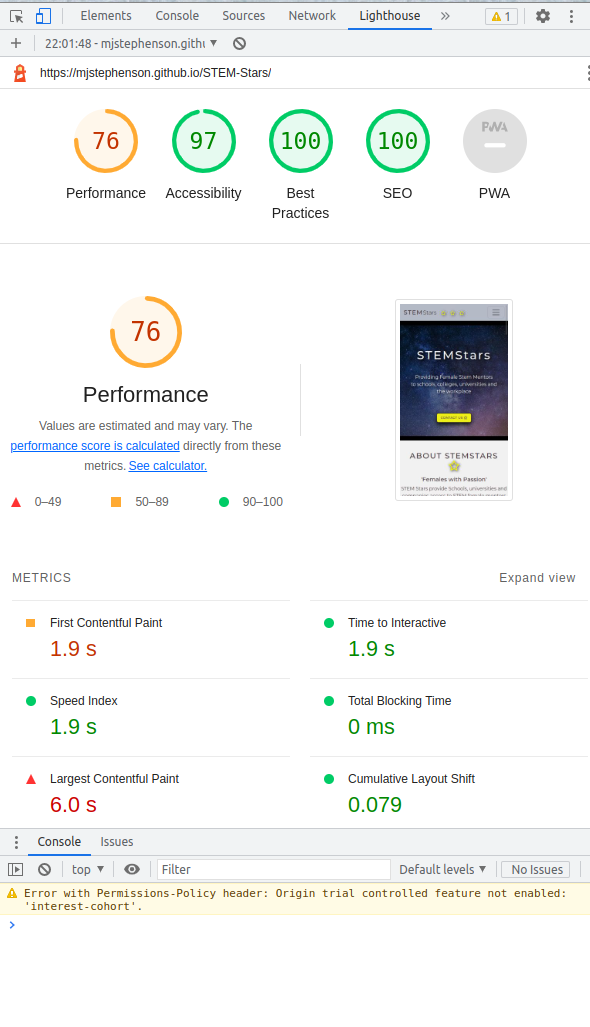 Elements Console Sources Network Lighthouse 1
22:01:48 - mjstephenson.githu
https://mjstephenson.github.io/STEM-Stars/
76 97 100 100 PWA
Performance Accessibility Best Practices SEO PWA
76
Performance
Values are estimated and may vary. The
performance score is calculated directly from these
metrics. See calculator.
0–49 50–89 90–100
STEMStars
STEMStars
Providing Female Stem Mentors
to schools, colleges, universities and
the workplace
CONTACT US
ABOUT STEMSTARS
'Females with Passion'
STEM Stars provide Schools, universities and
METRICS Expand view
First Contentful Paint
1.9 s
Time to Interactive
1.9 s
Speed Index
1.9 s
Total Blocking Time
0 ms
Largest Contentful Paint
6.0 s
Cumulative Layout Shift
0.079
Console Issues
top Filter Default levels No Issues
Error with Permissions-Policy header: Origin trial controlled feature not enabled:
'interest-cohort'.